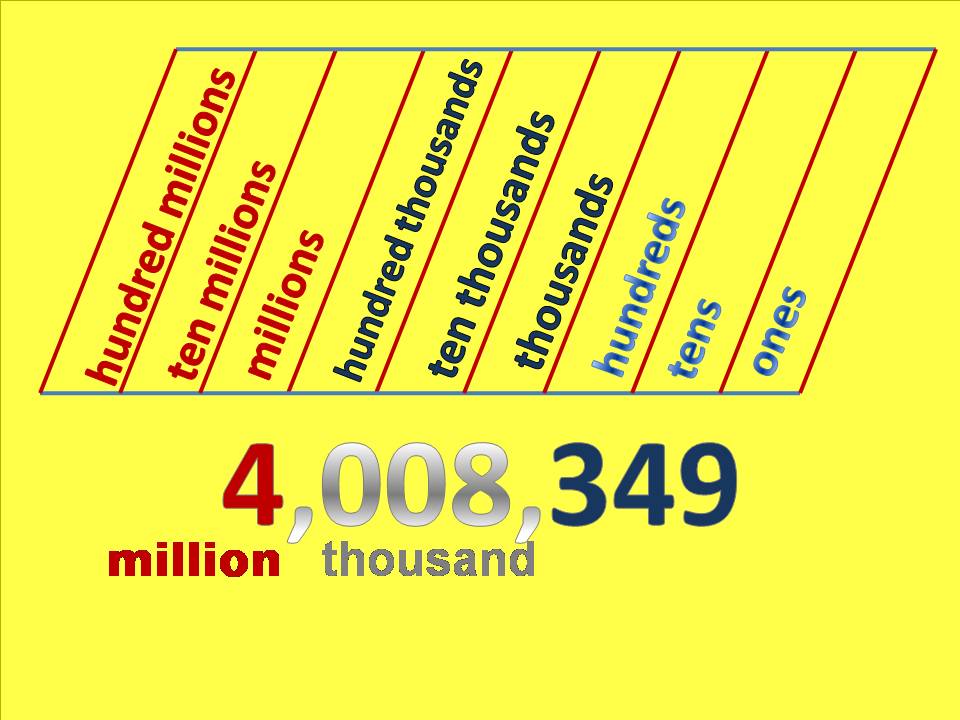 hundred millions
ten millions
millions
hundred thousands
ten thousands
thousands
hundreds
tens
ones
4,008,349
million thousand